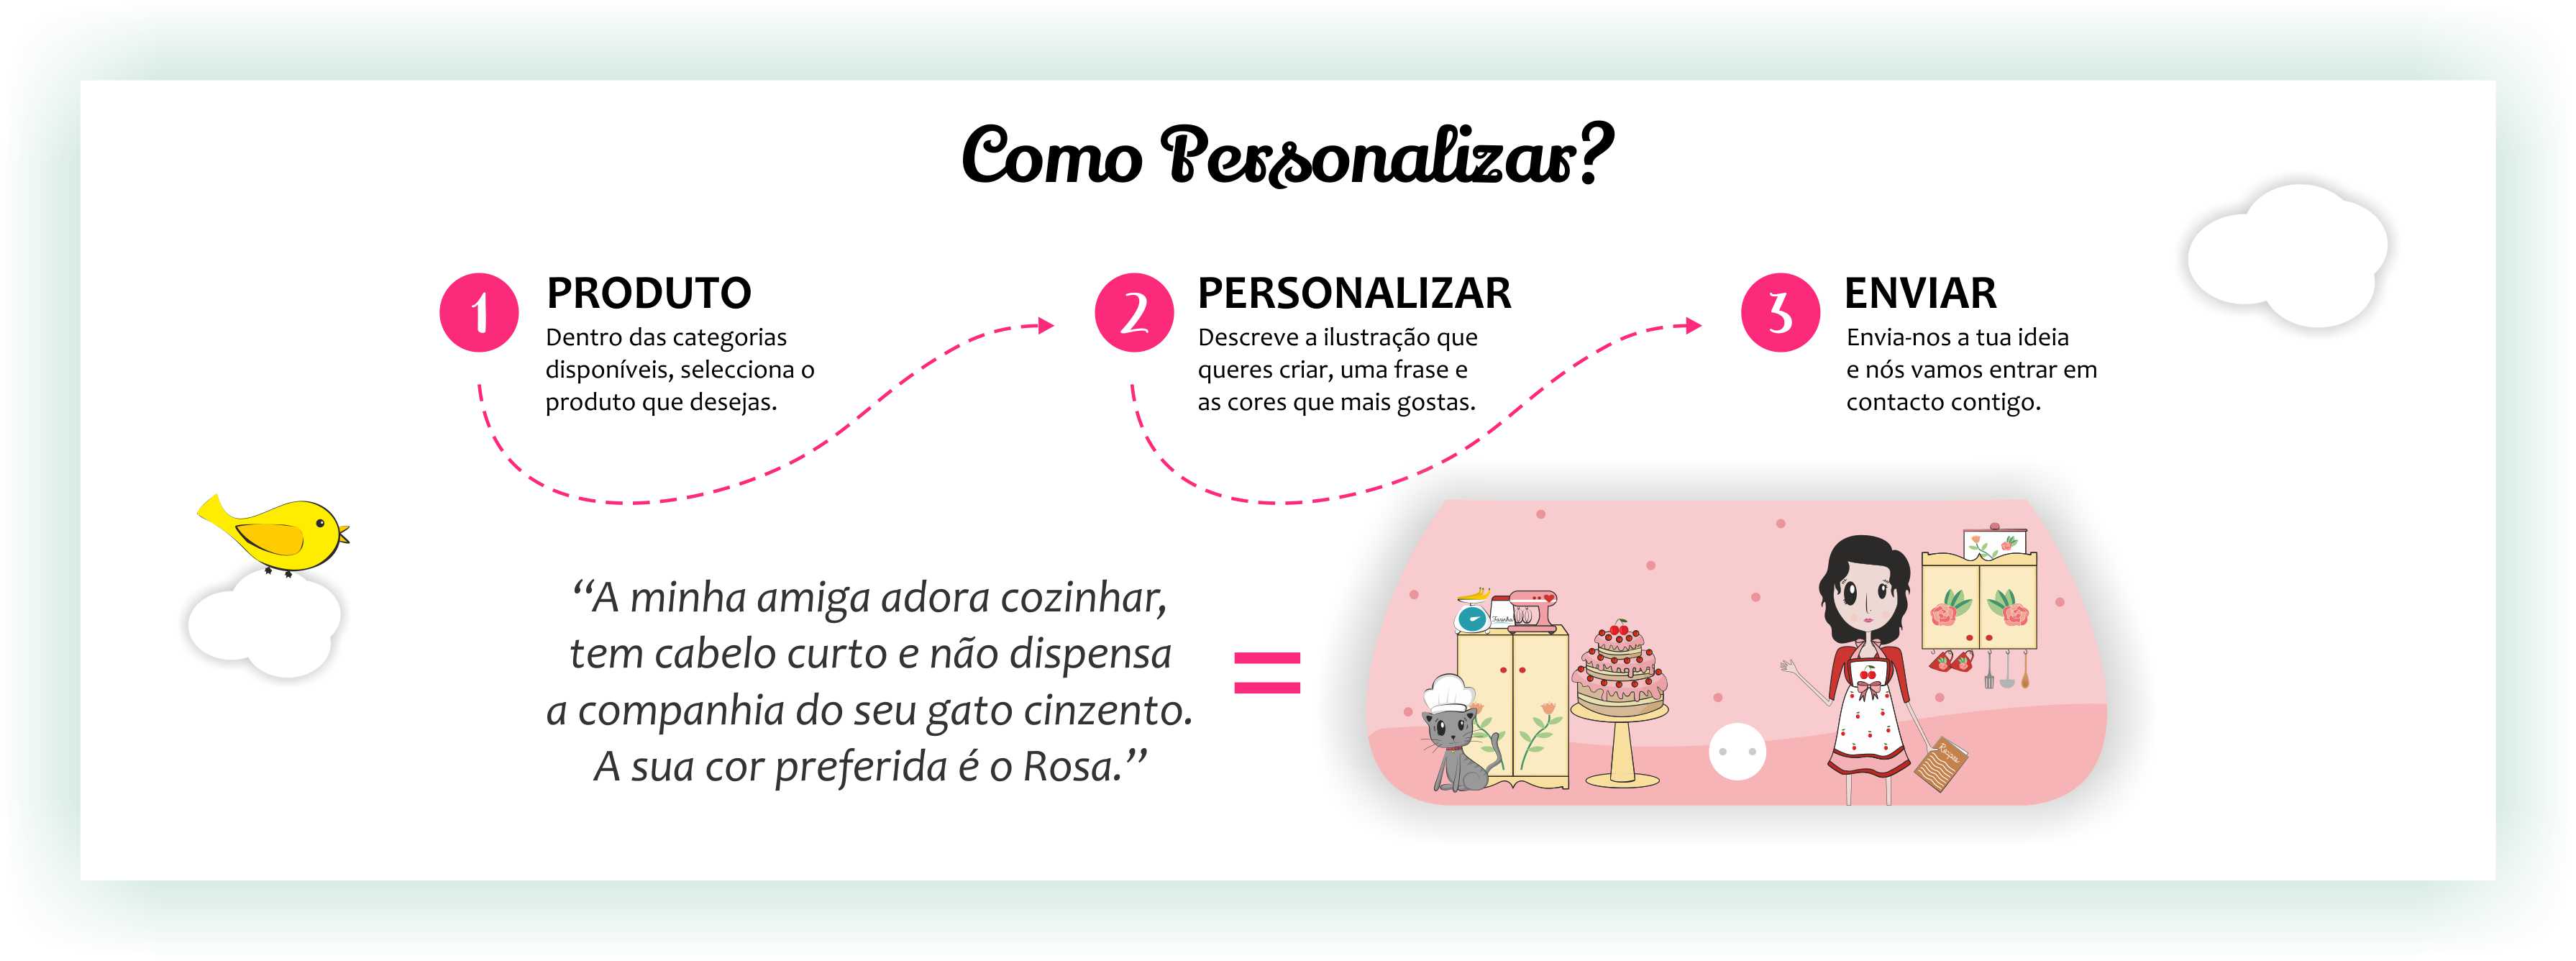 Como Personalizar?
1
PRODUTO
Dentro das categorias
disponíveis, selecciona o
produto que desejas.
2
PERSONALIZAR
Descreve a ilustração que
queres criar, uma frase e
as cores que mais gostas.
3
ENVIAR
Envia-nos a tua ideia
e nós vamos entrar em
contacto contigo.
“A minha amiga adora cozinhar,
tem cabelo curto e não dispensa
a companhia do seu gato cinzento.
A sua cor preferida é o Rosa.”
=
Farinha